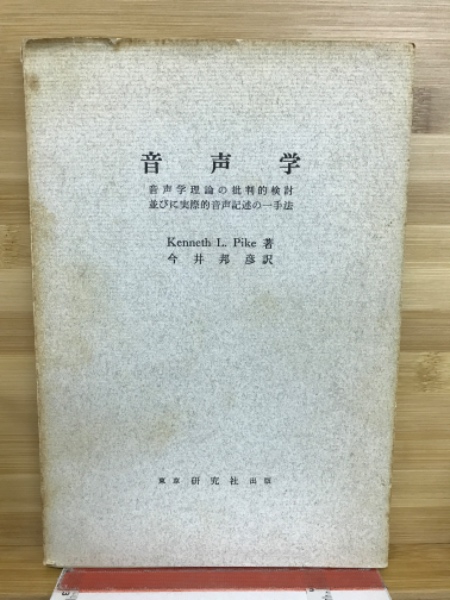 音声学
音声学理論の批判的検討
並びに実際的音声記述の一手法
Kenneth L. Pike 著
今井邦彦訳
東京 研究社 出版